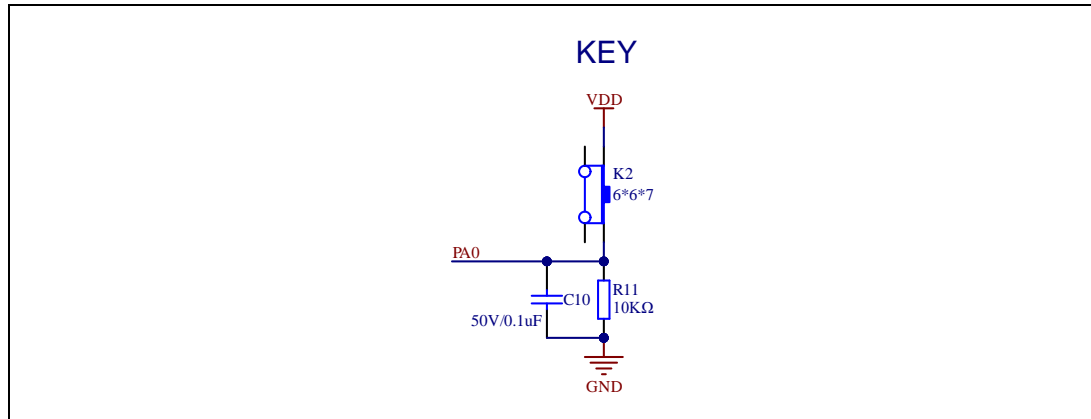 KEY
VDD
K2
6*6*7
PA0
C10
R11
10KΩ
50V/0.1uF
GND